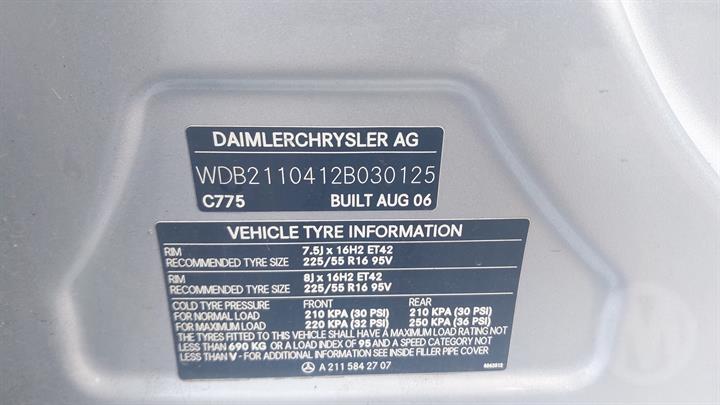 DAIMLERCHRYSLER AG
WDB2110412B030125
C775 BUILT AUG 06
VEHICLE TYRE INFORMATION
RIM 7.5J x 16H2 ET42
RECOMMENDED TYRE SIZE 225/55 R16 95V
RIM 8J x 16H2 ET42
RECOMMENDED TYRE SIZE 225/55 R16 95V
COLD TYRE PRESSURE FRONT REAR
FOR NORMAL LOAD 210 KPA (30 PSI) 210 KPA (30 PSI)
FOR MAXIMUM LOAD 220 KPA (32 PSI) 250 KPA (36 PSI)
THE TYRES FITTED TO THIS VEHICLE SHALL HAVE A MAXIMUM LOAD RATING NOT
LESS THAN 690 KG OR A LOAD INDEX OF 95 AND A SPEED CATEGORY NOT
LESS THAN V - FOR ADDITIONAL INFORMATION SEE INSIDE FILLER PIPE COVER
A 211 584 27 07